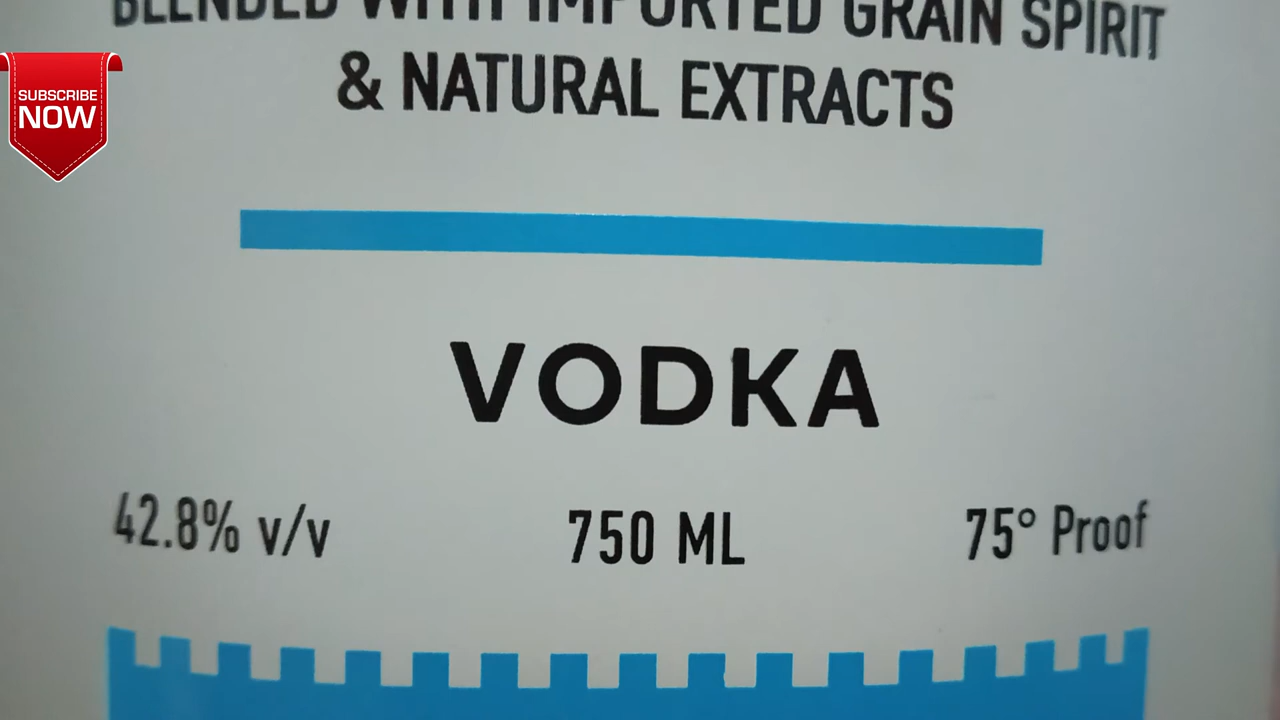 BLENDED WITH IMPORTED GRAIN SPIRIT
& NATURAL EXTRACTS
SUBSCRIBE
NOW
VODKA
42.8% v/v 750 ML 75° Proof